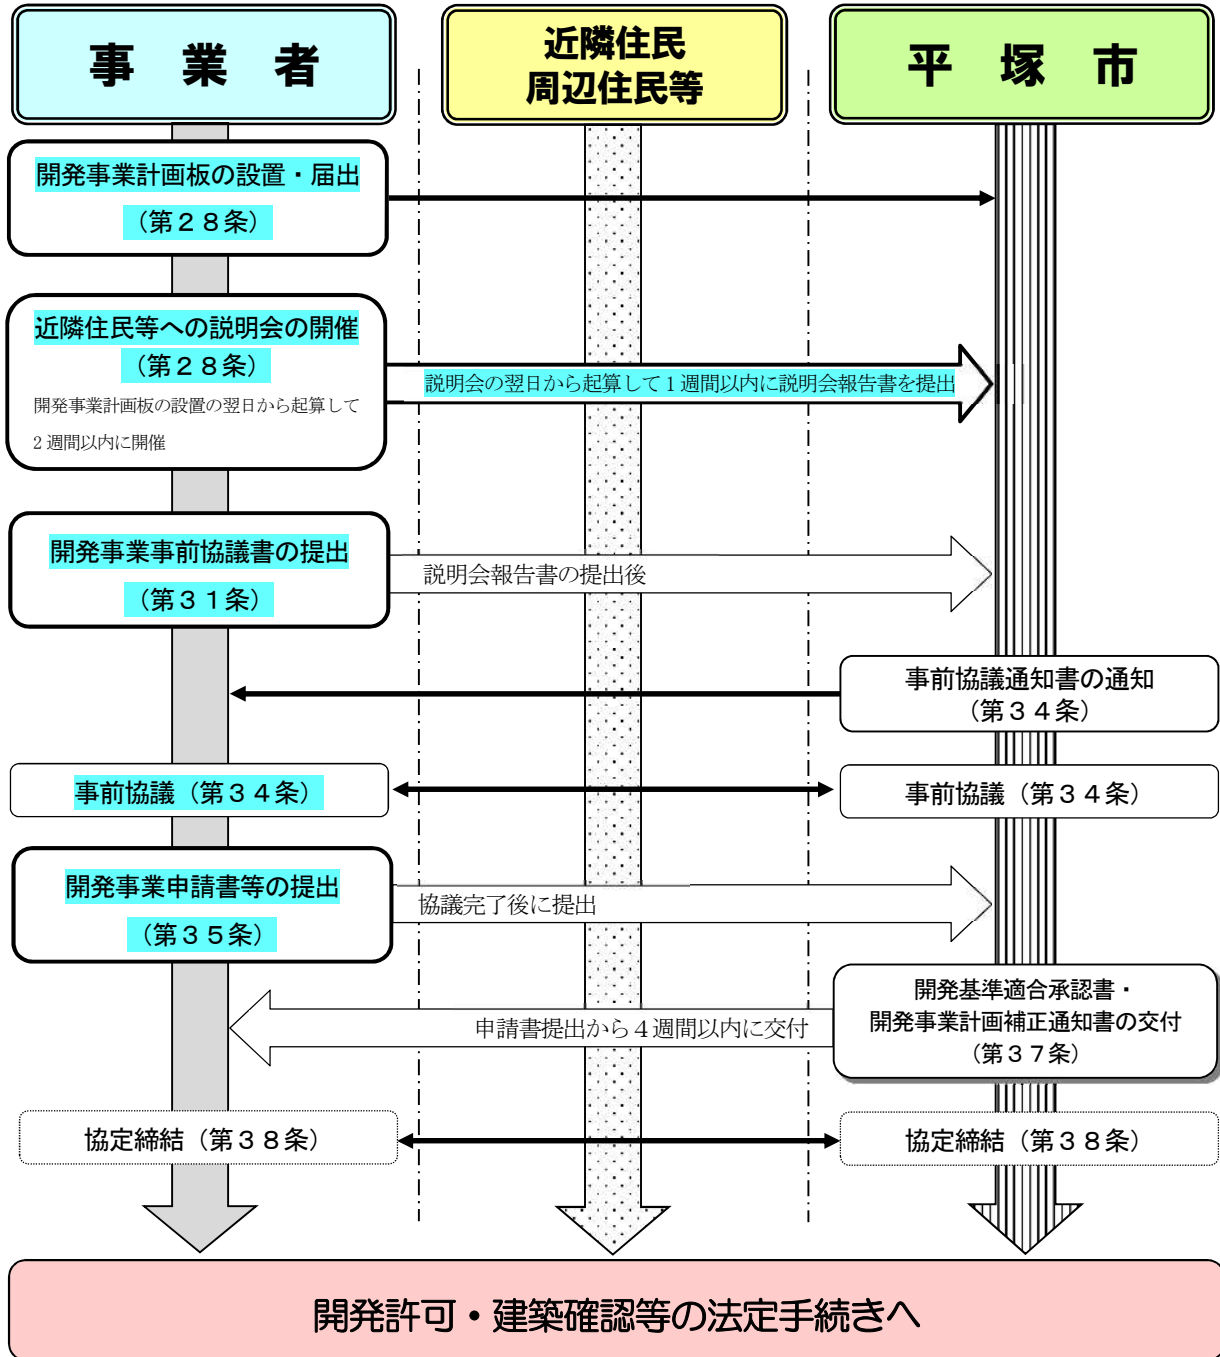 事 業 者
近隣住民
周辺住民等
平 塚 市
開発事業計画板の設置・届出
（第２８条）
近隣住民等への説明会の開催
（第２８条）
開発事業計画板の設置の翌日から起算して
2 週間以内に開催
説明会の翌日から起算して 1 週間以内に説明会報告書を提出
開発事業事前協議書の提出
（第３１条）
説明会報告書の提出後
事前協議通知書の通知
（第３４条）
事前協議（第３４条）
事前協議（第３４条）
開発事業申請書等の提出
（第３５条）
協議完了後に提出
開発基準適合承認書・
開発事業計画補正通知書の交付
（第３７条）
申請書提出から 4 週間以内に交付
協定締結（第３８条）
協定締結（第３８条）
開発許可・建築確認等の法定手続きへ